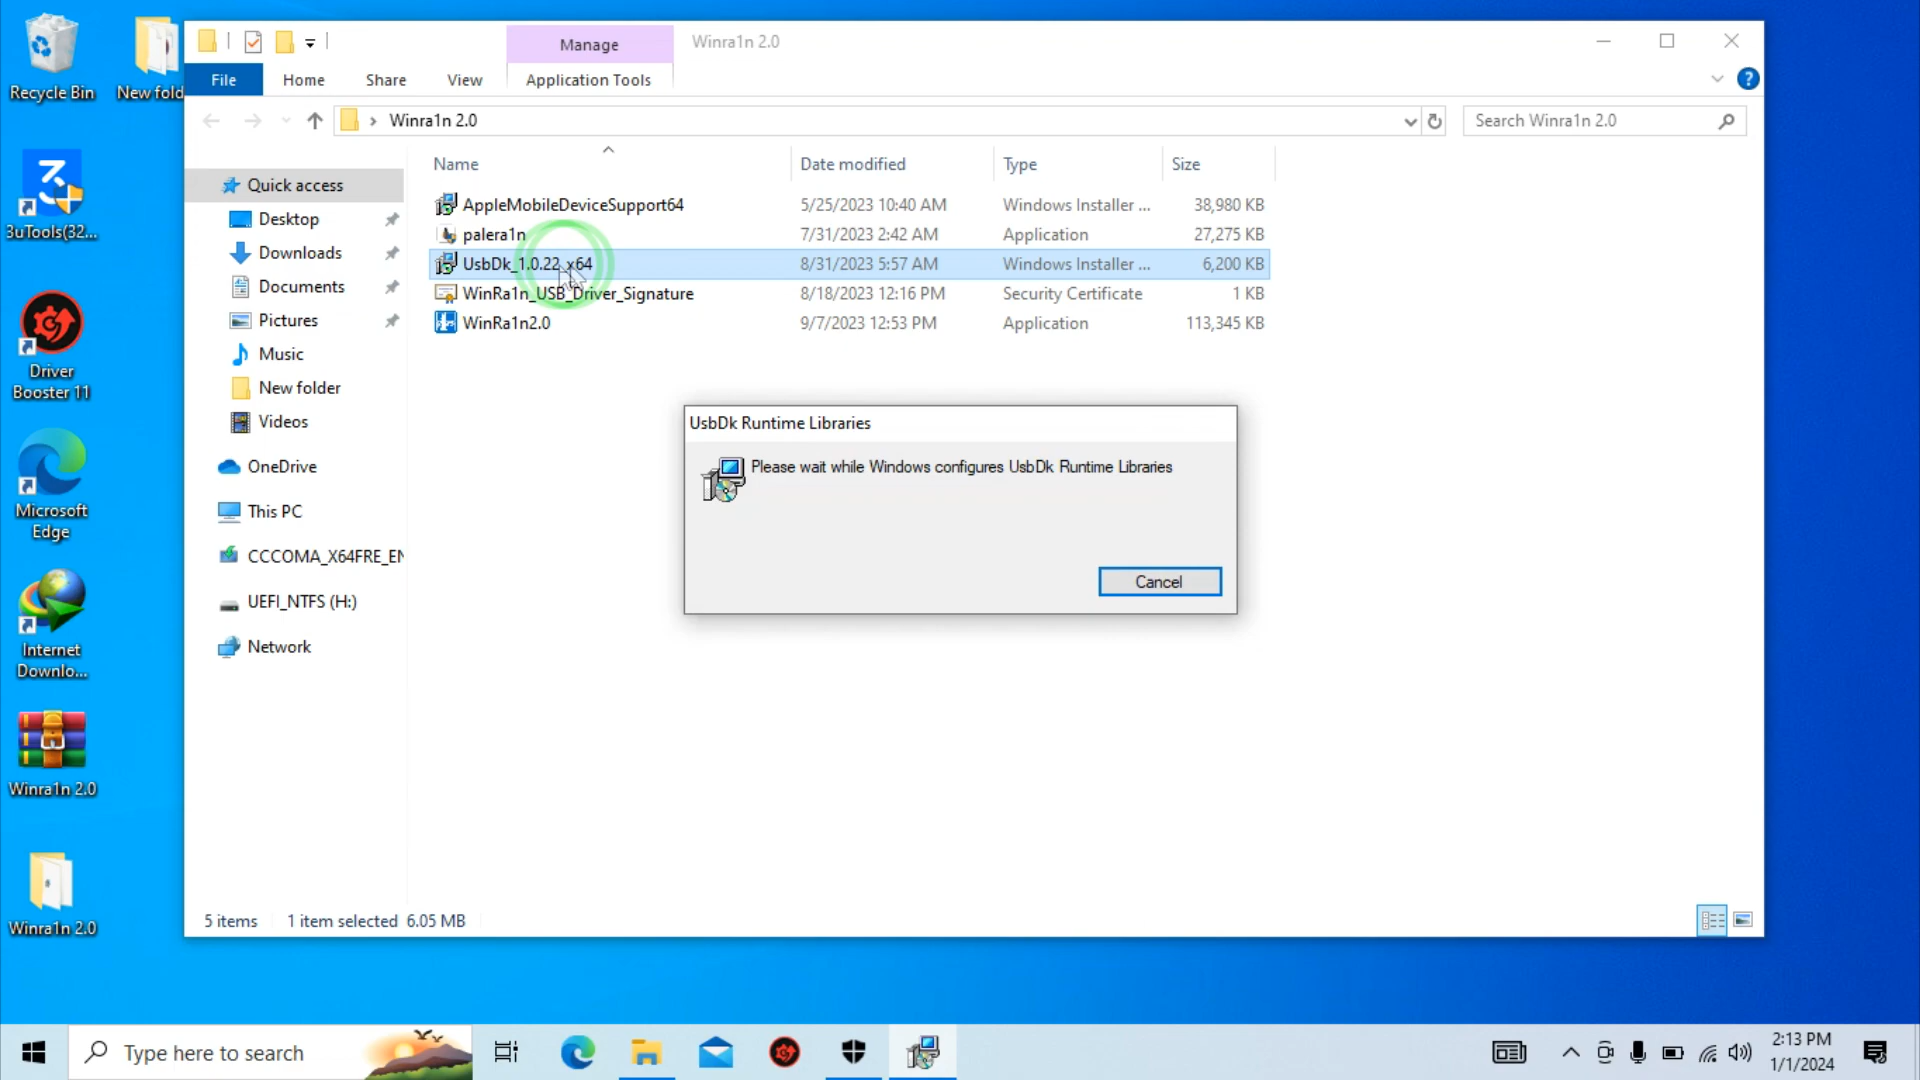 Recycle Bin
New fold
3uTools(32...
Driver
Booster 11
Microsoft
Edge
Internet
Downlo...
Winra1n 2.0
Winra1n 2.0
Manage
Winra1n 2.0
File
Home
Share
View
Application Tools
?
Winra1n 2.0
Search Winra1n 2.0
Quick access
Desktop
Downloads
Documents
Pictures
Music
New folder
Videos
OneDrive
This PC
CCCOMA_X64FRE_EN
UEFI_NTFS (H:)
Network
Name Date modified Type Size
AppleMobileDeviceSupport64 5/25/2023 10:40 AM Windows Installer ... 38,980 KB
palera1n 7/31/2023 2:42 AM Application 27,275 KB
UsbDk_1.0.22_x64 8/31/2023 5:57 AM Windows Installer ... 6,200 KB
WinRa1n_USB_Driver_Signature 8/18/2023 12:16 PM Security Certificate 1 KB
WinRa1n2.0 9/7/2023 12:53 PM Application 113,345 KB
UsbDk Runtime Libraries
Please wait while Windows configures UsbDk Runtime Libraries
Cancel
5 items 1 item selected 6.05 MB
Type here to search
2:13 PM
1/1/2024